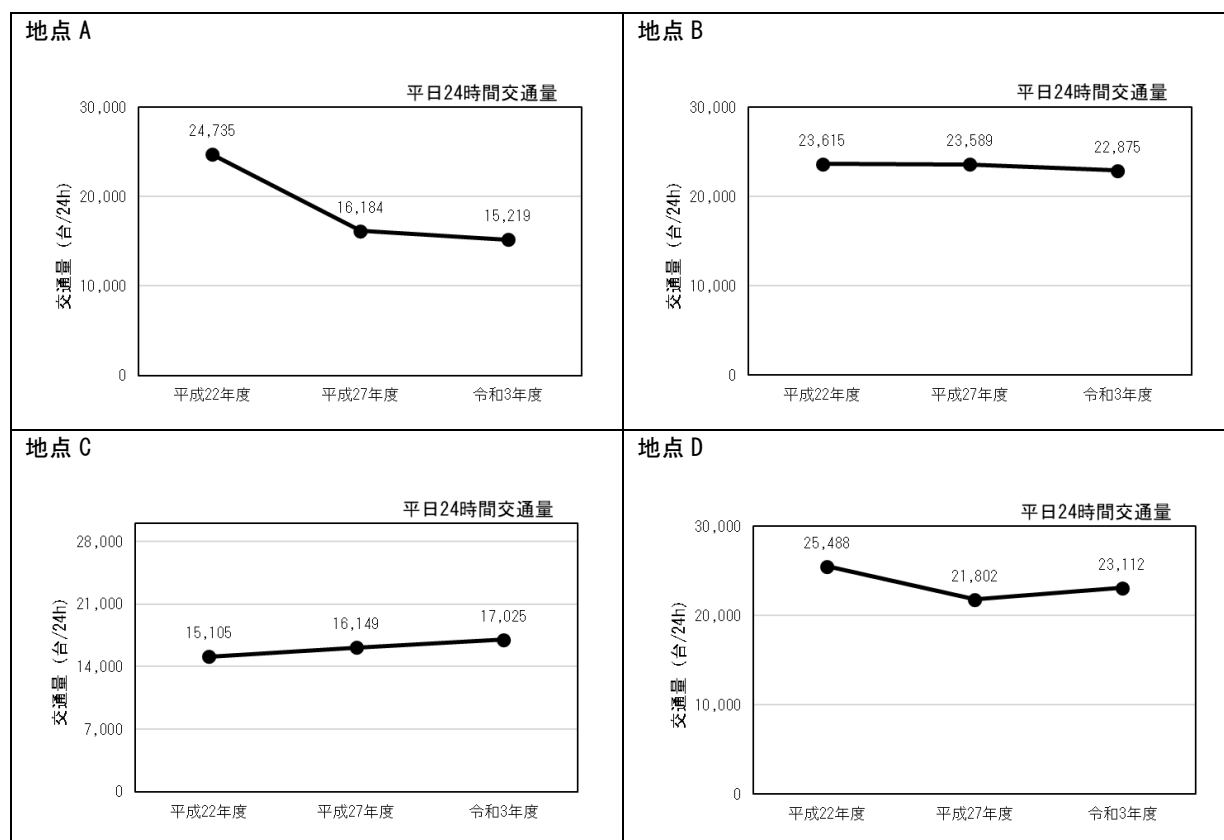 地点 A
平日24時間交通量
交通量 (台/24h)
30,000
20,000
10,000
0
24,735
16,184
15,219
平成22年度
平成27年度
令和3年度
地点 B
平日24時間交通量
交通量 (台/24h)
30,000
20,000
10,000
0
23,615
23,589
22,875
平成22年度
平成27年度
令和3年度
地点 C
平日24時間交通量
交通量 (台/24h)
28,000
21,000
14,000
7,000
0
15,105
16,149
17,025
平成22年度
平成27年度
令和3年度
地点 D
平日24時間交通量
交通量 (台/24h)
30,000
20,000
10,000
0
25,488
21,802
23,112
平成22年度
平成27年度
令和3年度